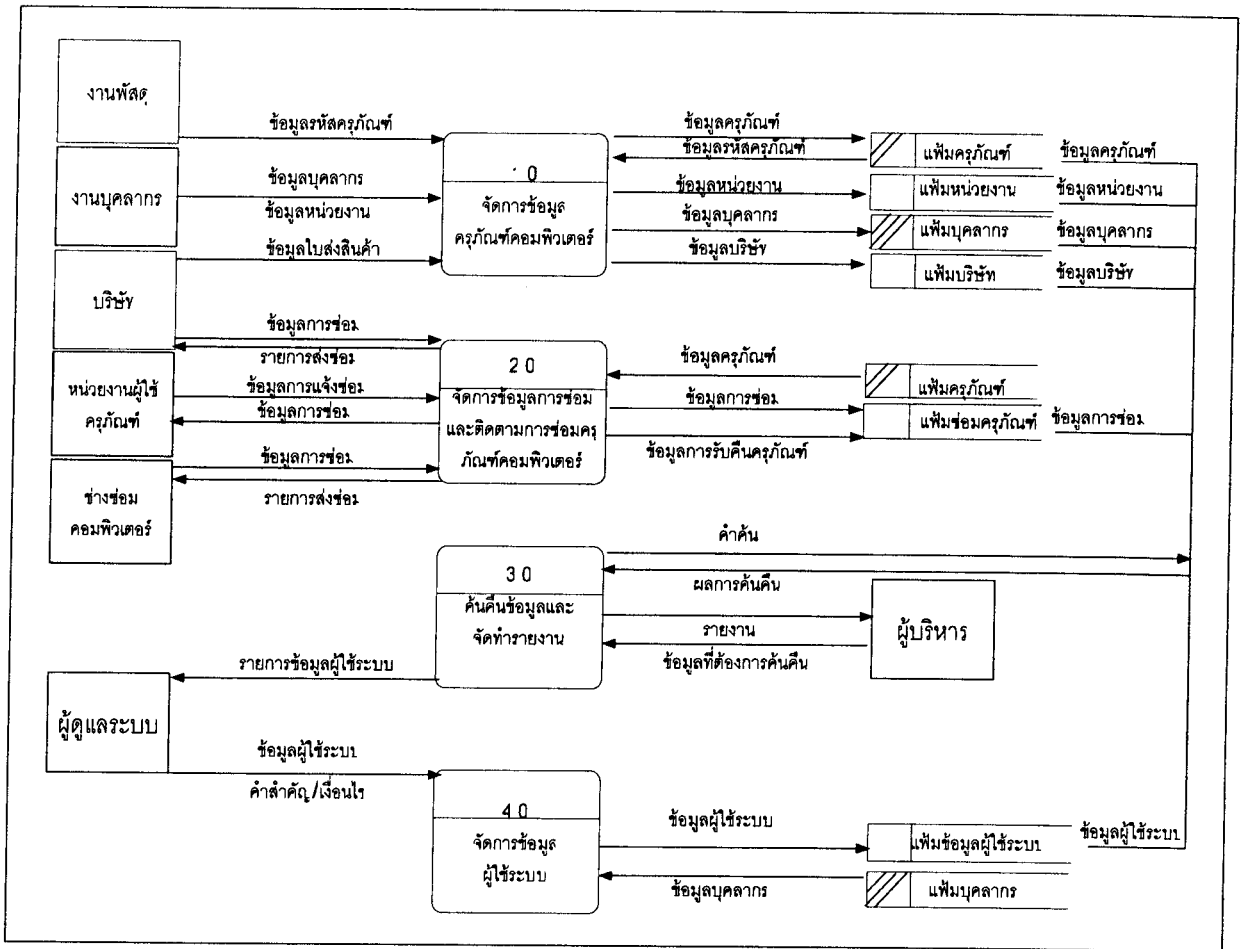 งานพัสดุ
ข้อมูลรหัสครุภัณฑ์
งานบุคลากร
ข้อมูลบุคลากร
ข้อมูลหน่วยงาน
ข้อมูลใบส่งสินค้า
บริษัท
1 0
จัดการข้อมูล
ครุภัณฑ์คอมพิวเตอร์
ข้อมูลครุภัณฑ์
ข้อมูลรหัสครุภัณฑ์
ข้อมูลหน่วยงาน
ข้อมูลบุคลากร
ข้อมูลบริษัท
แฟ้มครุภัณฑ์
ข้อมูลครุภัณฑ์
แฟ้มหน่วยงาน
ข้อมูลหน่วยงาน
แฟ้มบุคลากร
ข้อมูลบุคลากร
แฟ้มบริษัท
ข้อมูลบริษัท
ข้อมูลการซ่อม
รายการส่งซ่อม
หน่วยงานผู้ใช้
ครุภัณฑ์
ข้อมูลการแจ้งซ่อม
ข้อมูลการซ่อม
ข้อมูลการซ่อม
รายการส่งซ่อม
ช่างซ่อม
คอมพิวเตอร์
2 0
จัดการข้อมูลการซ่อม
และติดตามการซ่อมครุ
ภัณฑ์คอมพิวเตอร์
ข้อมูลครุภัณฑ์
ข้อมูลการซ่อม
ข้อมูลการรับคืนครุภัณฑ์
แฟ้มครุภัณฑ์
แฟ้มซ่อมครุภัณฑ์
ข้อมูลการซ่อม
คำค้น
ผลการค้นคืน
3 0
ค้นคืนข้อมูลและ
จัดทำรายงาน
รายงาน
ข้อมูลที่ต้องการค้นคืน
ผู้บริหาร
รายการข้อมูลผู้ใช้ระบบ
ผู้ดูแลระบบ
ข้อมูลผู้ใช้ระบบ
คำสำคัญ/เงื่อนไข
4 0
จัดการข้อมูล
ผู้ใช้ระบบ
ข้อมูลผู้ใช้ระบบ
ข้อมูลบุคลากร
แฟ้มข้อมูลผู้ใช้ระบบ
ข้อมูลผู้ใช้ระบบ
แฟ้มบุคลากร